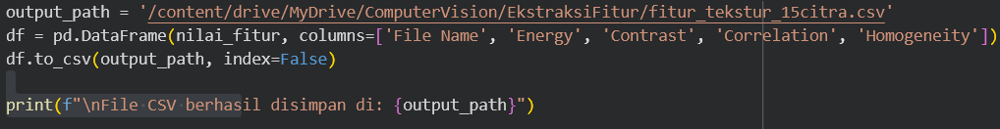 output_path = '/content/drive/MyDrive/ComputerVision/EkstraksiFitur/fitur_tekstur_15citra.csv'
df = pd.DataFrame(nilai_fitur, columns=['File Name', 'Energy', 'Contrast', 'Correlation', 'Homogeneity'])
df.to_csv(output_path, index=False)
print(f"\nFile CSV berhasil disimpan di: {output_path}")